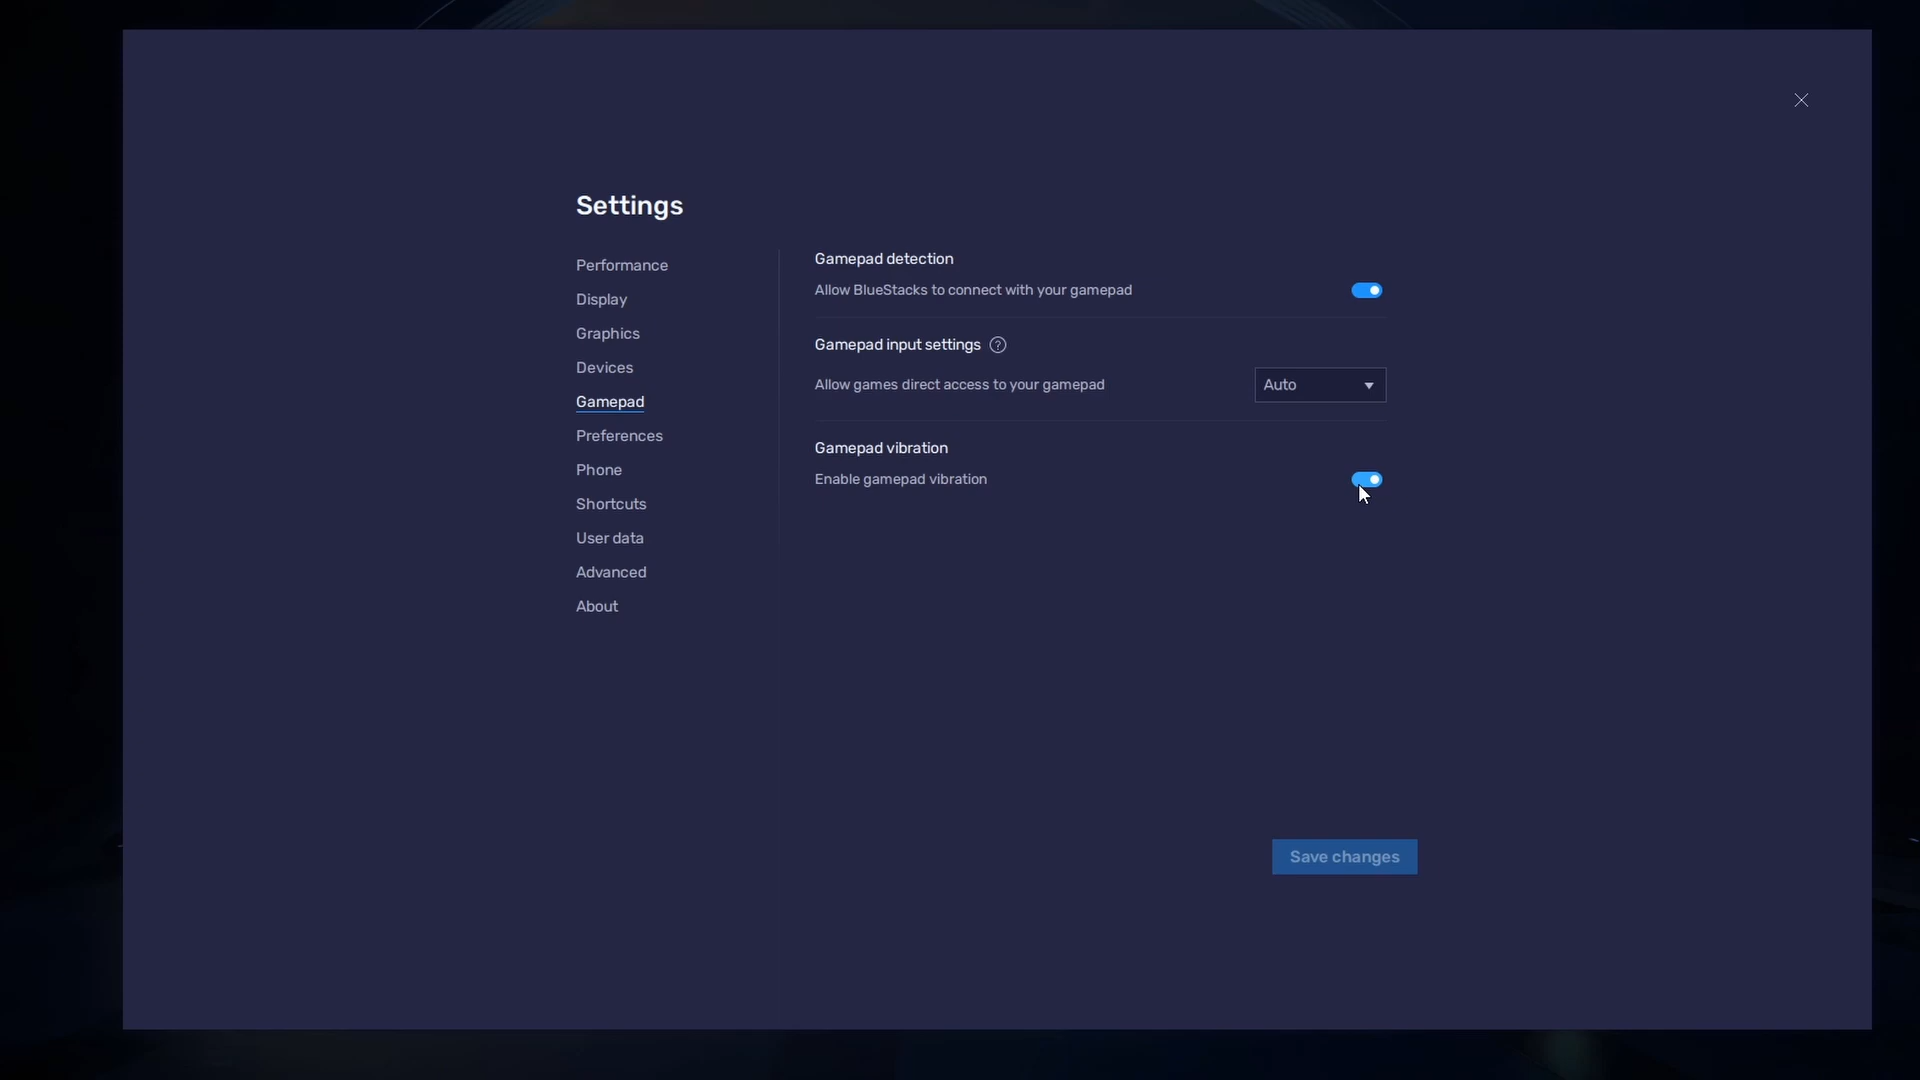 Settings
Performance
Display
Graphics
Devices
Gamepad
Preferences
Phone
Shortcuts
User data
Advanced
About
Gamepad detection
Allow BlueStacks to connect with your gamepad
Gamepad input settings ?
Allow games direct access to your gamepad
Auto
Gamepad vibration
Enable gamepad vibration
Save changes